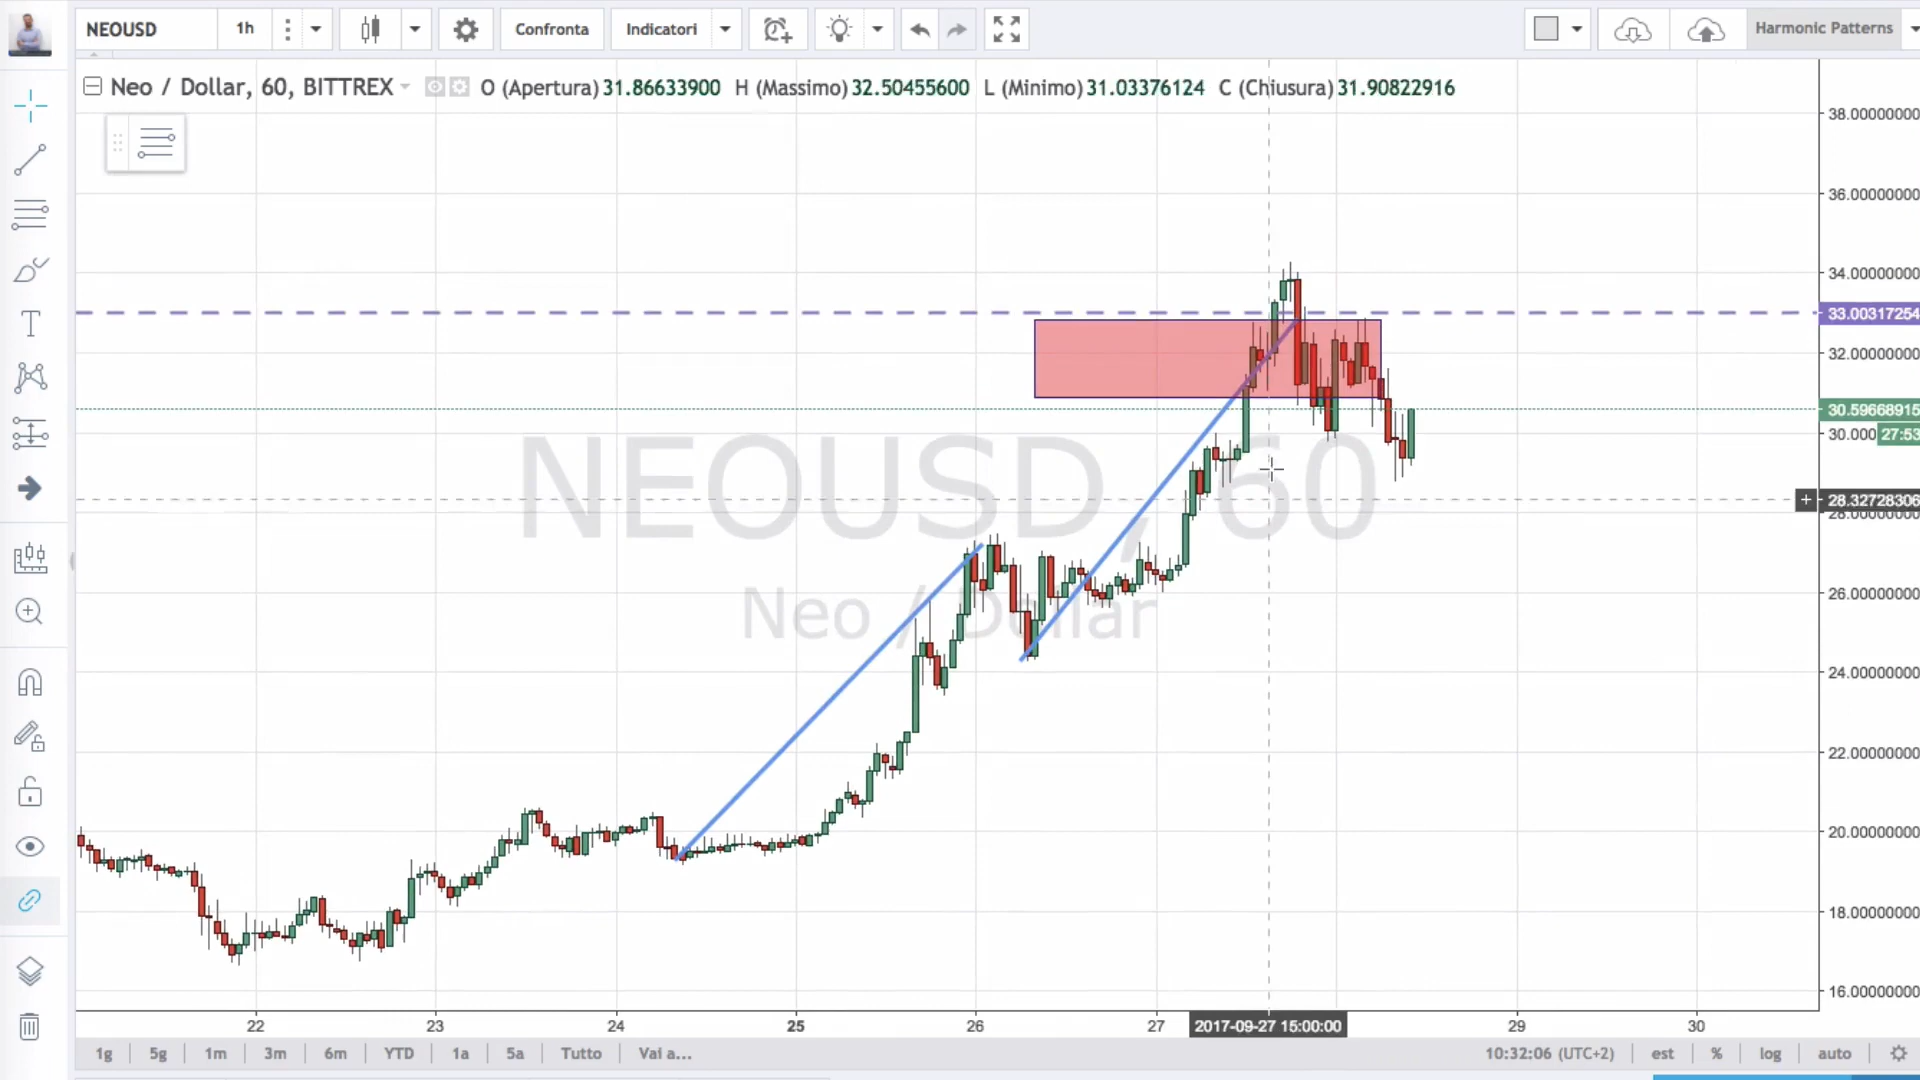 NEOUSD 1h Confronta Indicatori Harmonic Patterns
Neo / Dollar, 60, BITTREX O (Apertura) 31.86633900 H (Massimo) 32.50455600 L (Minimo) 31.03376124 C (Chiusura) 31.90822916
38.00000000
36.00000000
34.00000000
33.00317254
32.00000000
30.59668915
30.000 27:53
28.32728306
28.00000000
26.00000000
24.00000000
22.00000000
20.00000000
18.00000000
16.00000000
NEOUSD, 60
Neo / Dollar
22 23 24 25 26 27 2017-09-27 15:00:00 29 30
1g 5g 1m 3m 6m YTD 1a 5a Tutto Vai a... 10:32:06 (UTC+2) est % log auto